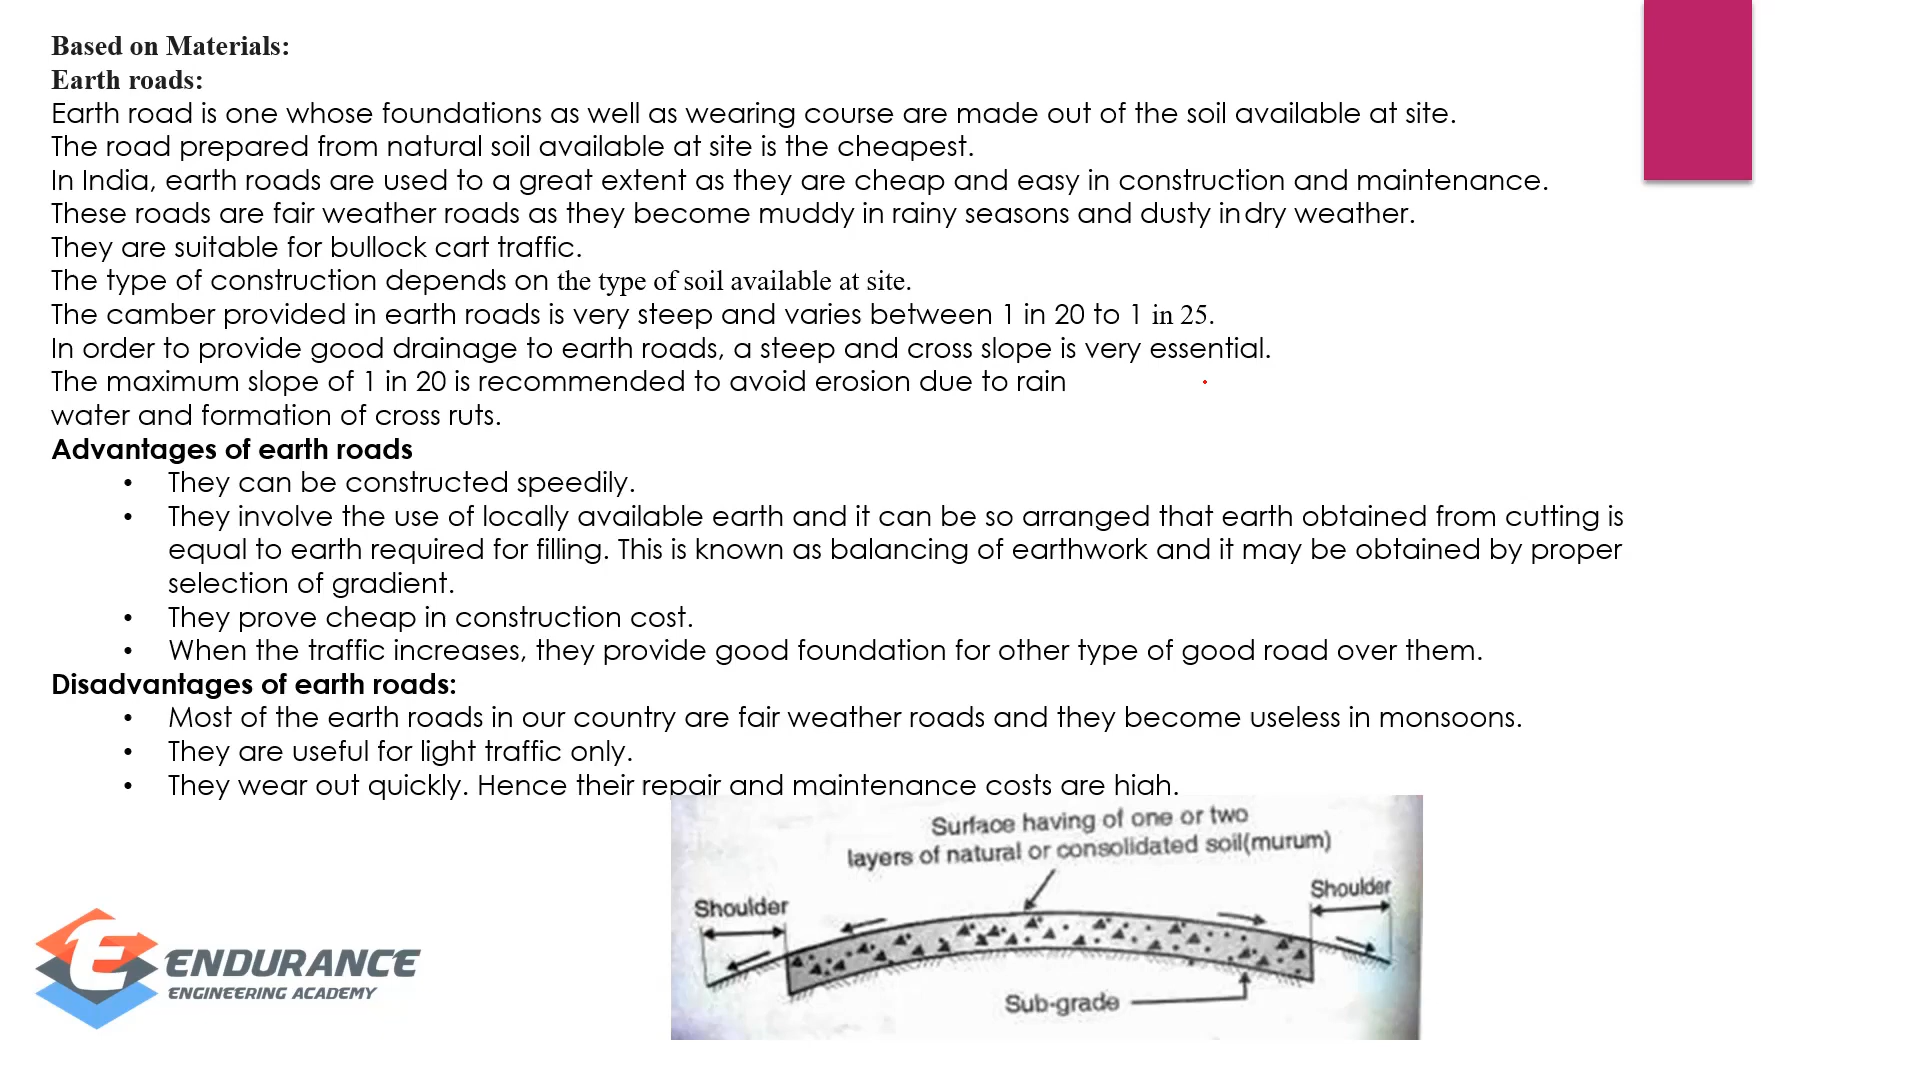 Based on Materials:
Earth roads:
Earth road is one whose foundations as well as wearing course are made out of the soil available at site.
The road prepared from natural soil available at site is the cheapest.
In India, earth roads are used to a great extent as they are cheap and easy in construction and maintenance.
These roads are fair weather roads as they become muddy in rainy seasons and dusty indry weather.
They are suitable for bullock cart traffic.
The type of construction depends on the type of soil available at site.
The camber provided in earth roads is very steep and varies between 1 in 20 to 1 in 25.
In order to provide good drainage to earth roads, a steep and cross slope is very essential.
The maximum slope of 1 in 20 is recommended to avoid erosion due to rain
water and formation of cross ruts.
Advantages of earth roads
• They can be constructed speedily.
• They involve the use of locally available earth and it can be so arranged that earth obtained from cutting is
equal to earth required for filling. This is known as balancing of earthwork and it may be obtained by proper
selection of gradient.
• They prove cheap in construction cost.
• When the traffic increases, they provide good foundation for other type of good road over them.
Disadvantages of earth roads:
• Most of the earth roads in our country are fair weather roads and they become useless in monsoons.
• They are useful for light traffic only.
• They wear out quickly. Hence their repair and maintenance costs are high.
Surface having of one or two
layers of natural or consolidated soil(murum)
Shoulder
Shoulder
Sub-grade
ENDURANCE
ENGINEERING ACADEMY